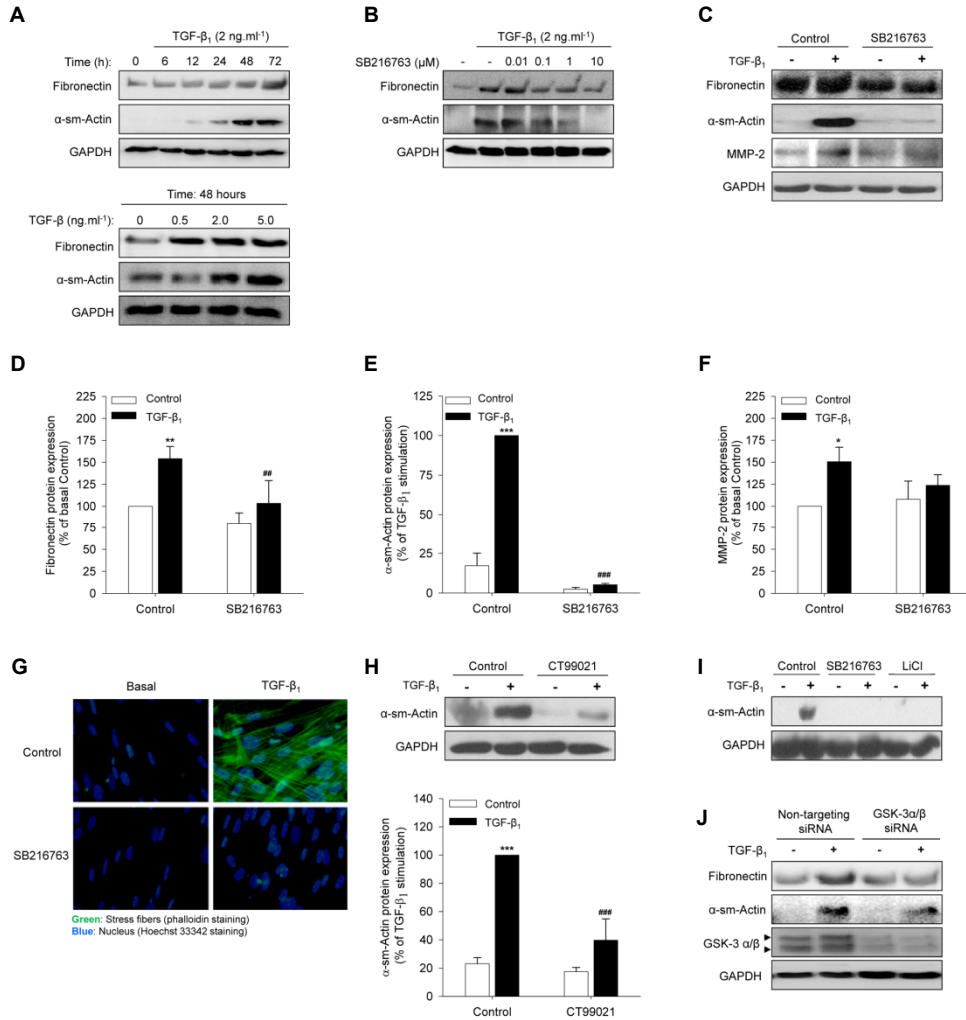 A
TGF-β₁ (2 ng.ml⁻¹)
Time (h): 0 6 12 24 48 72
Fibronectin
α-sm-Actin
GAPDH
Time: 48 hours
TGF-β (ng.ml⁻¹): 0 0.5 2.0 5.0
Fibronectin
α-sm-Actin
GAPDH
B
TGF-β₁ (2 ng.ml⁻¹)
SB216763 (μM) - - 0.01 0.1 1 10
Fibronectin
α-sm-Actin
GAPDH
C
Control SB216763
TGF-β₁ - + - +
Fibronectin
α-sm-Actin
MMP-2
GAPDH
D
Control
TGF-β₁
Fibronectin protein expression
(% of basal Control)
225
200
175
150
125
100
75
50
25
0
**
##
Control SB216763
E
Control
TGF-β₁
α-sm-Actin protein expression
(% of TGF-β₁ stimulation)
100
75
50
25
0
***
###
Control SB216763
F
Control
TGF-β₁
MMP-2 protein expression
(% of basal Control)
225
200
175
150
125
100
75
50
25
0
*
Control SB216763
G
Basal TGF-β₁
Control
SB216763
Green: Stress fibers (phalloidin staining)
Blue: Nucleus (Hoechst 33342 staining)
H
Control CT99021
TGF-β₁ - + - +
α-sm-Actin
GAPDH
Control
TGF-β₁
α-sm-Actin protein expression
(% of TGF-β₁ stimulation)
140
120
100
80
60
40
20
0
***
###
Control CT99021
I
Control SB216763 LiCl
TGF-β₁ - + - + - +
α-sm-Actin
GAPDH
J
Non-targeting siRNA GSK-3α/β siRNA
TGF-β₁ - + - +
Fibronectin
α-sm-Actin
GSK-3 α/β
GAPDH